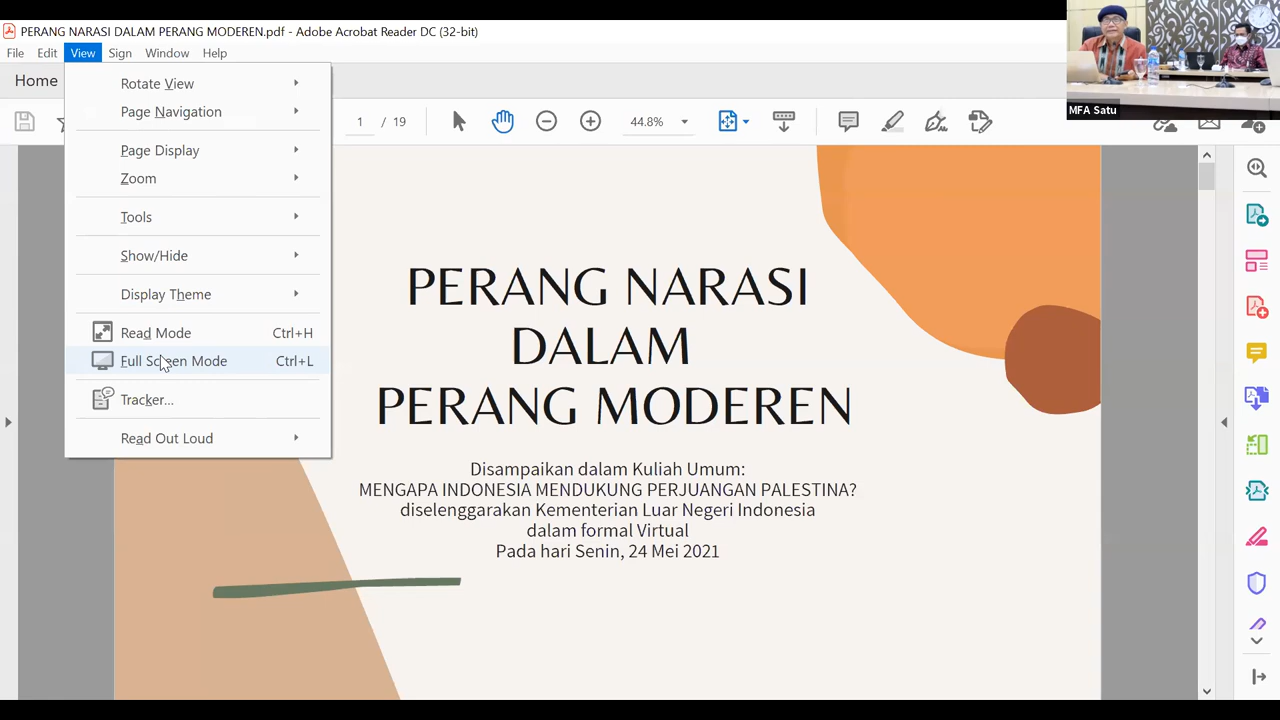 PERANG NARASI DALAM PERANG MODEREN.pdf - Adobe Acrobat Reader DC (32-bit)
File Edit View Sign Window Help
Home
Rotate View
Page Navigation
Page Display
Zoom
Tools
Show/Hide
Display Theme
Read Mode Ctrl+H
Full Screen Mode Ctrl+L
Tracker...
Read Out Loud
1 / 19
44.8%
MFA Satu
PERANG NARASI
DALAM
PERANG MODEREN
Disampaikan dalam Kuliah Umum:
MENGAPA INDONESIA MENDUKUNG PERJUANGAN PALESTINA?
diselenggarakan Kementerian Luar Negeri Indonesia
dalam formal Virtual
Pada hari Senin, 24 Mei 2021